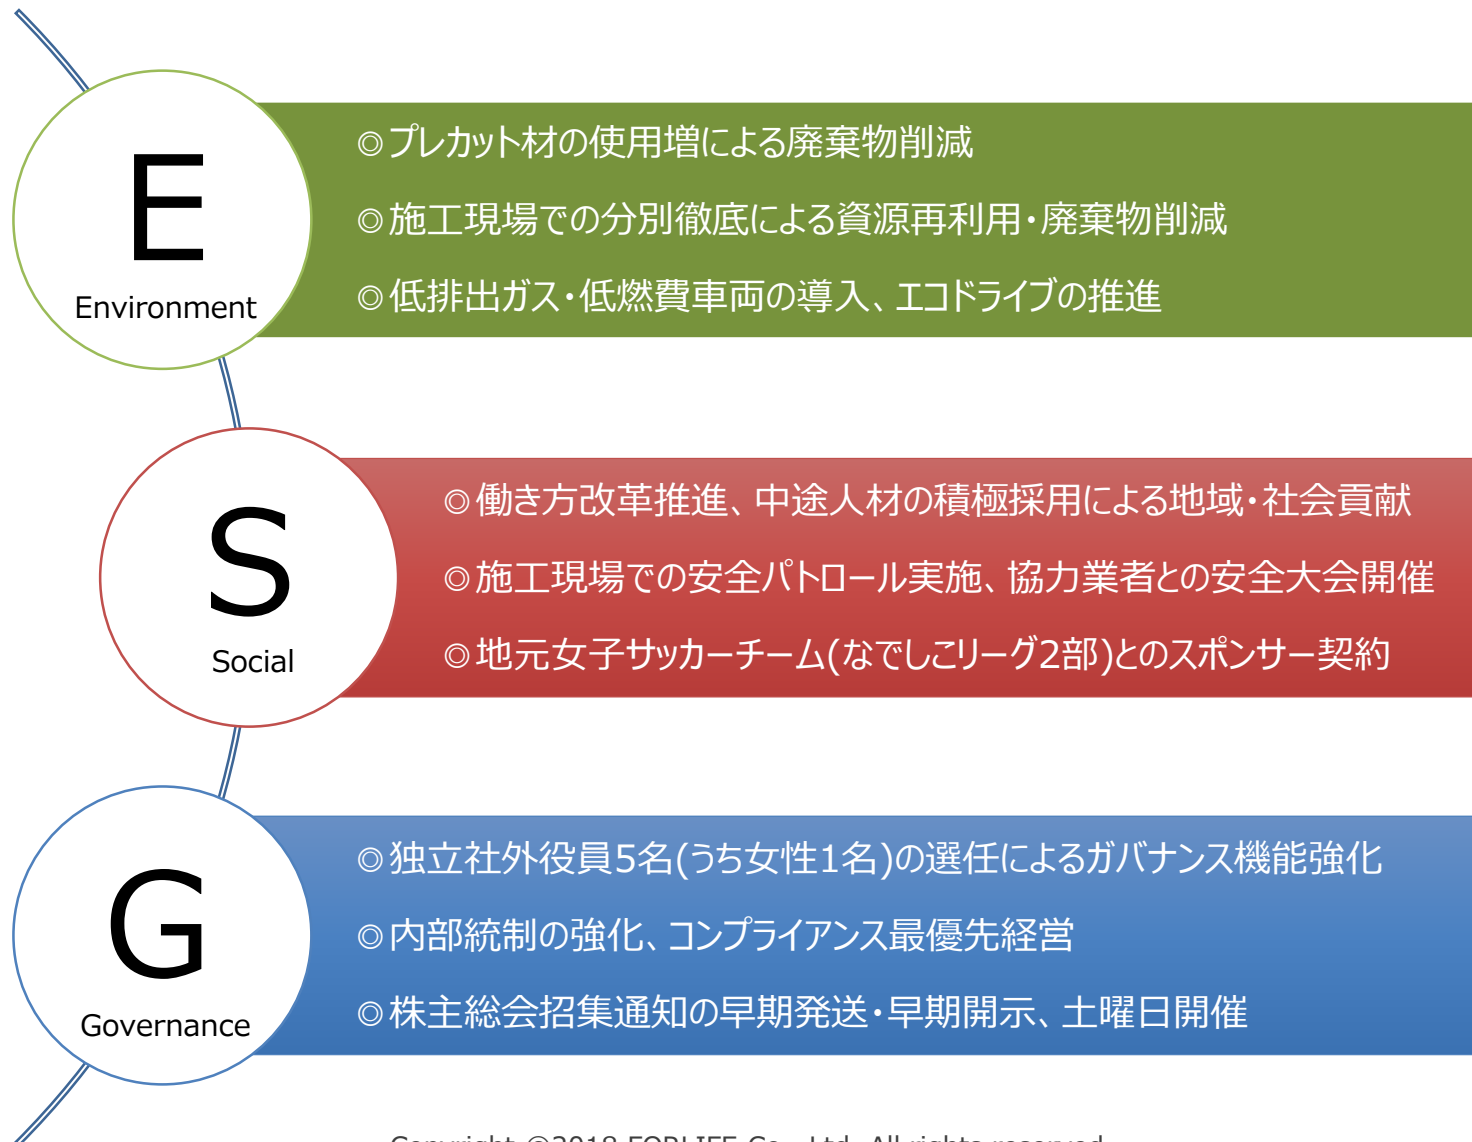 E
Environment
◎プレカット材の使用増による廃棄物削減
◎施工現場での分別徹底による資源再利用・廃棄物削減
◎低排出ガス・低燃費車両の導入、エコドライブの推進
S
Social
◎働き方改革推進、中途人材の積極採用による地域・社会貢献
◎施工現場での安全パトロール実施、協力業者との安全大会開催
◎地元女子サッカーチーム(なでしこリーグ2部)とのスポンサー契約
G
Governance
◎独立社外役員5名(うち女性1名)の選任によるガバナンス機能強化
◎内部統制の強化、コンプライアンス最優先経営
◎株主総会招集通知の早期発送・早期開示、土曜日開催
Copyright ©2018 FORLIFE Co., Ltd. All rights reserved.